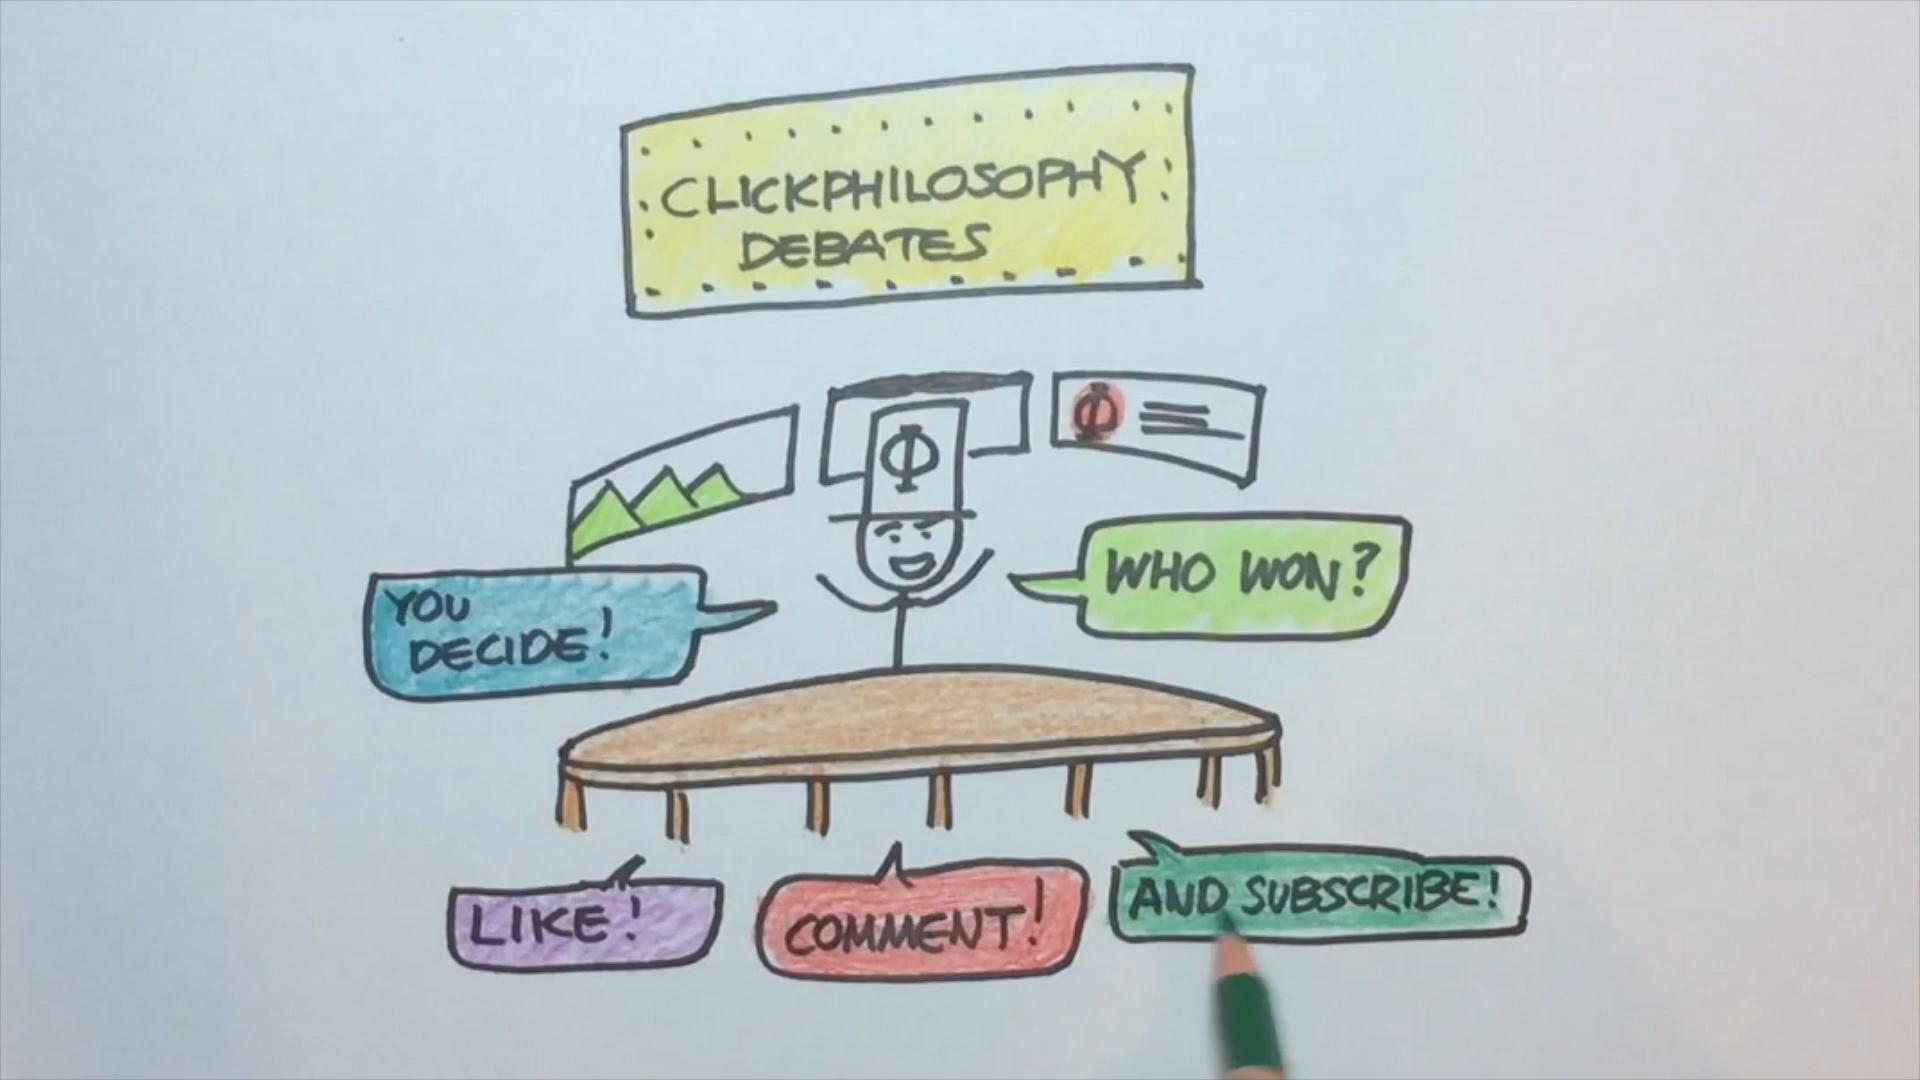 CLICKPHILOSOPHY
DEBATES
Φ
Φ
YOU
DECIDE!
WHO WON?
LIKE!
COMMENT!
AND SUBSCRIBE!